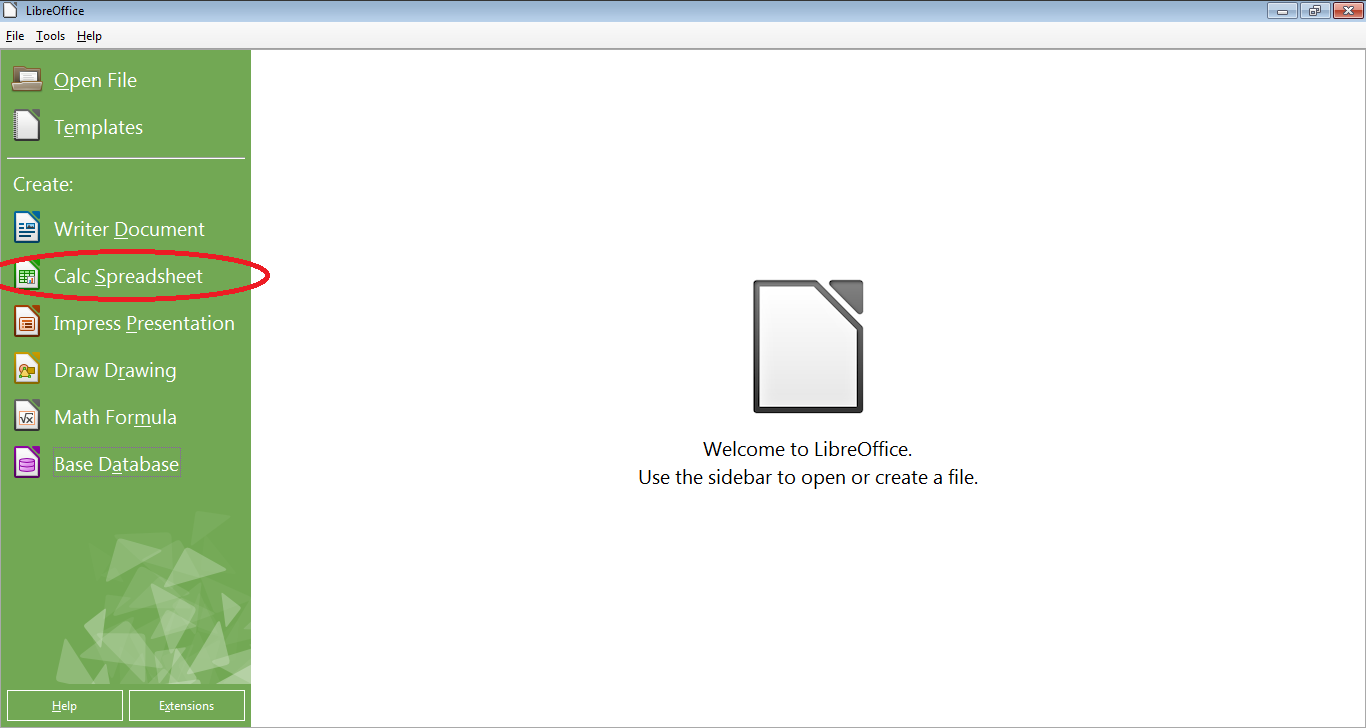 LibreOffice
File Tools Help
Open File
Templates
Create:
Writer Document
Calc Spreadsheet
Impress Presentation
Draw Drawing
Math Formula
Base Database
Welcome to LibreOffice.
Use the sidebar to open or create a file.
Help Extensions